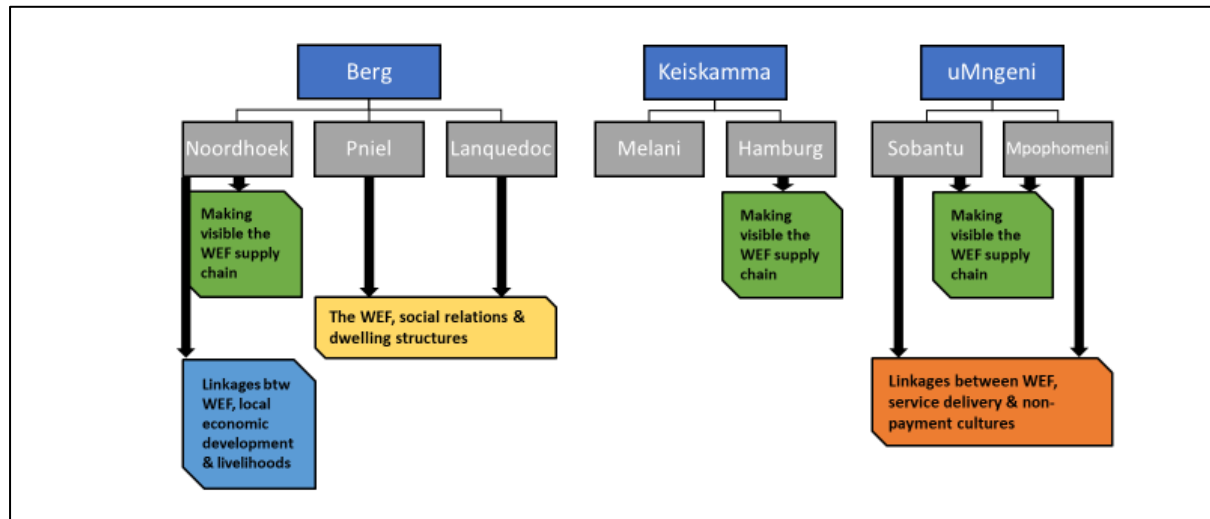 Berg
Keiskamma
uMngeni
Noordhoek
Pniel
Lanquedoc
Melani
Hamburg
Sobantu
Mpophomeni
Making
visible the
WEF supply
chain
Making
visible the
WEF supply
chain
Making
visible the
WEF supply
chain
The WEF, social relations &
dwelling structures
Linkages btw
WEF, local
economic
development
& livelihoods
Linkages between WEF,
service delivery & non-
payment cultures